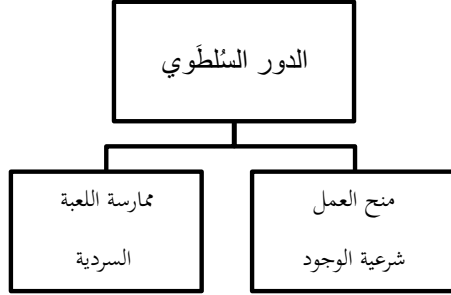 الدور السُلطَوي
منح العمل
شرعية الوجود
ممارسة اللعبة
السردية